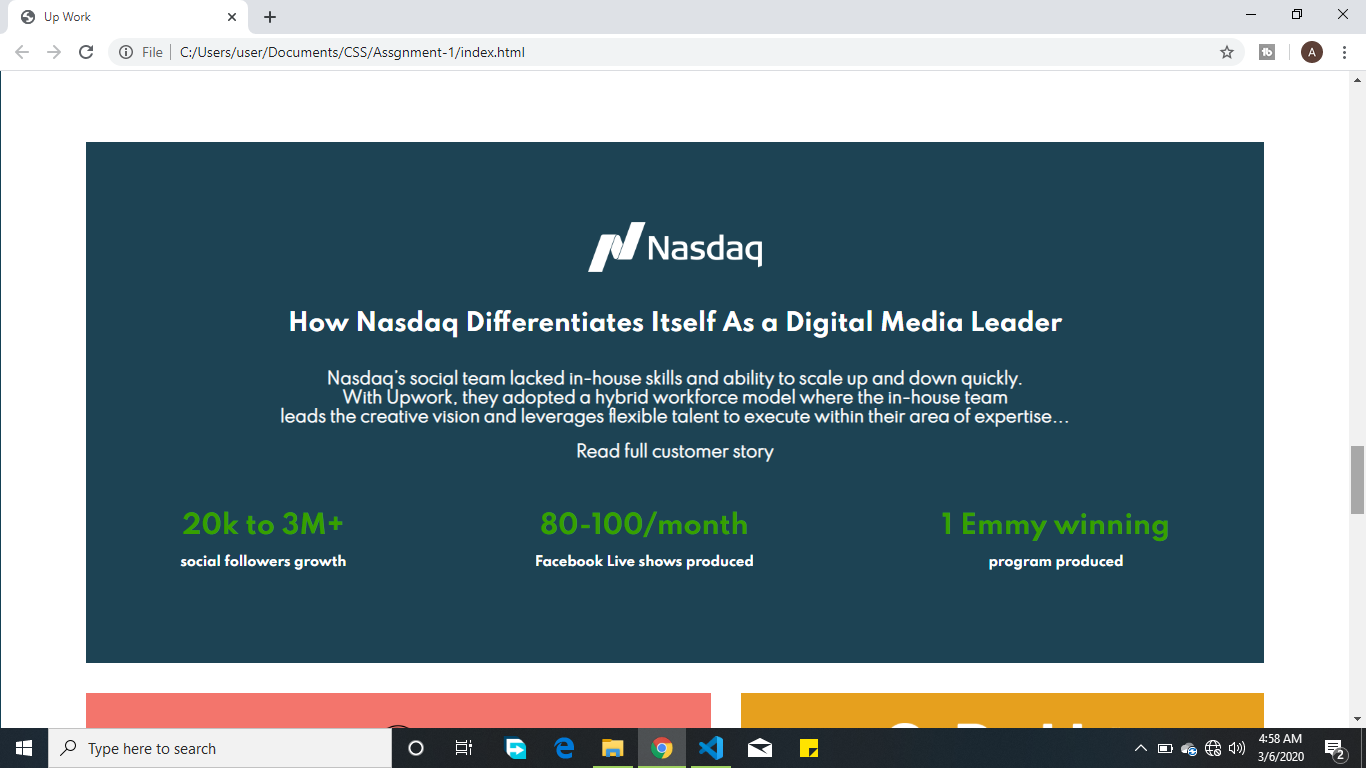 Up Work
File
C:/Users/user/Documents/CSS/Assgnment-1/index.html
A
Nasdaq
How Nasdaq Differentiates Itself As a Digital Media Leader
Nasdaq's social team lacked in-house skills and ability to scale up and down quickly.
With Upwork, they adopted a hybrid workforce model where the in-house team
leads the creative vision and leverages flexible talent to execute within their area of expertise...
Read full customer story
20k to 3M+
social followers growth
80-100/month
Facebook Live shows produced
1 Emmy winning
program produced
Type here to search
4:58 AM
3/6/2020
2